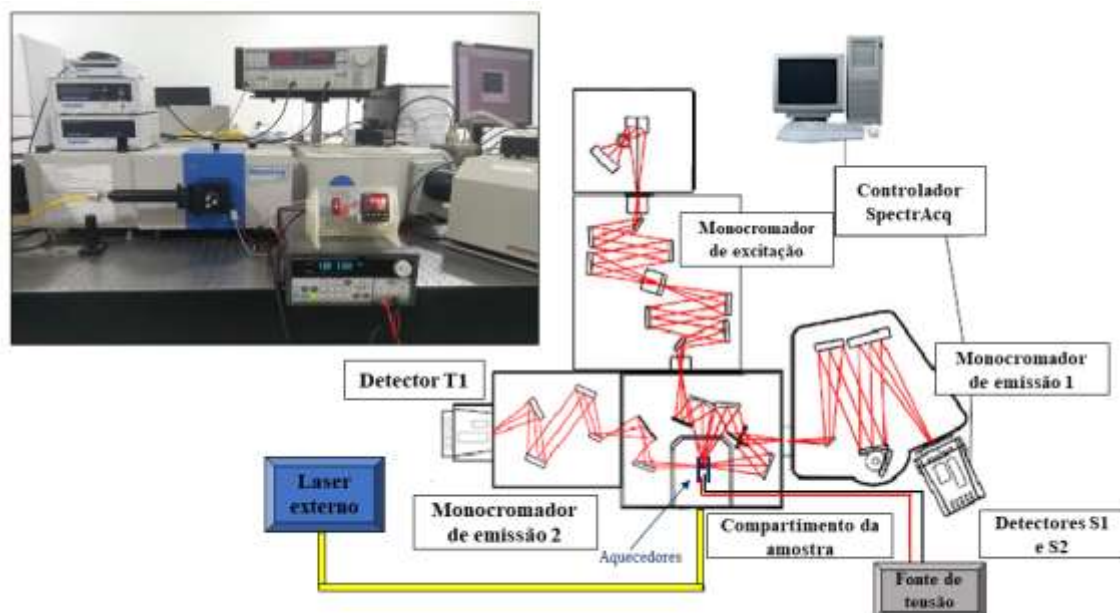 Controlador
SpectrAcq
Monocromador
de excitação
Monocromador
de emissão 1
Detector T1
Laser
externo
Monocromador
de emissão 2
Aquecedores
Compartimento da
amostra
Detectores S1
e S2
Fonte de
tensão